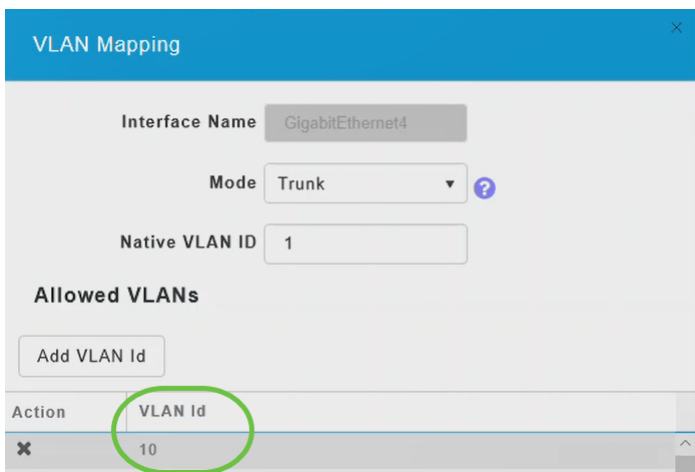 VLAN Mapping
Interface Name GigabitEthernet4
Mode Trunk
Native VLAN ID 1
Allowed VLANs
Add VLAN Id
Action VLAN Id
10